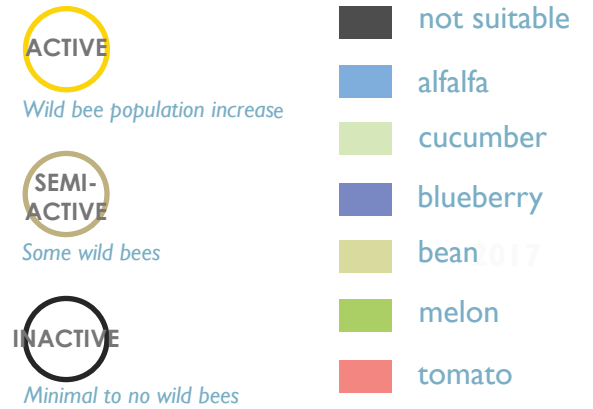 ACTIVE
Wild bee population increase
SEMI-
ACTIVE
Some wild bees
INACTIVE
Minimal to no wild bees
not suitable
alfalfa
cucumber
blueberry
bean
2017
melon
tomato